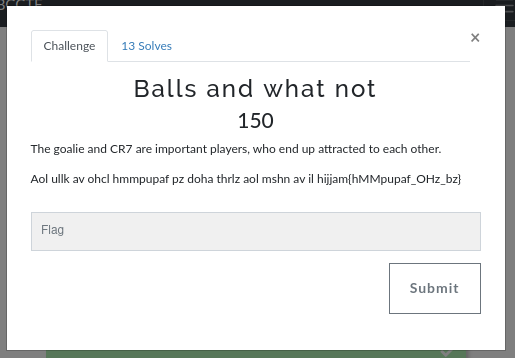 Challenge
13 Solves
×
Balls and what not
150
The goalie and CR7 are important players, who end up attracted to each other.
Aol ullk av ohcl hmmpupaf pz doha thrlz aol mshn av il hijjam{hMMpupaf_OHz_bz}
Flag
Submit